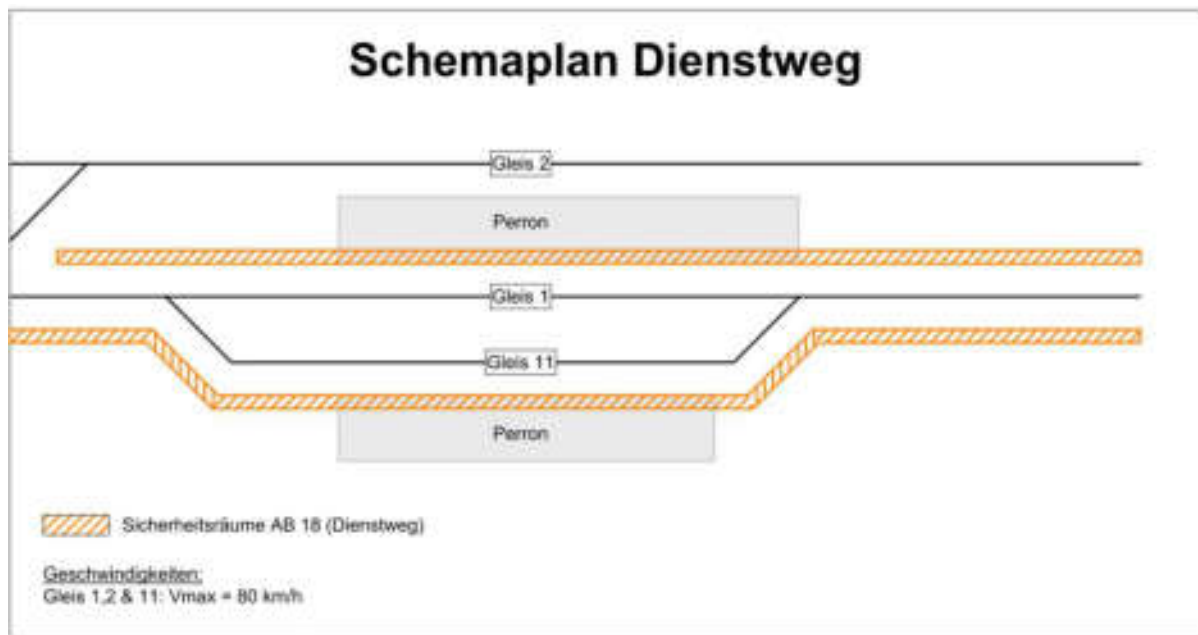 Schemaplan Dienstweg
Gleis 2
Perron
Gleis 1
Gleis 11
Perron
Sicherheitsräume AB 18 (Dienstweg)
Geschwindigkeiten:
Gleis 1,2 & 11: Vmax = 80 km/h